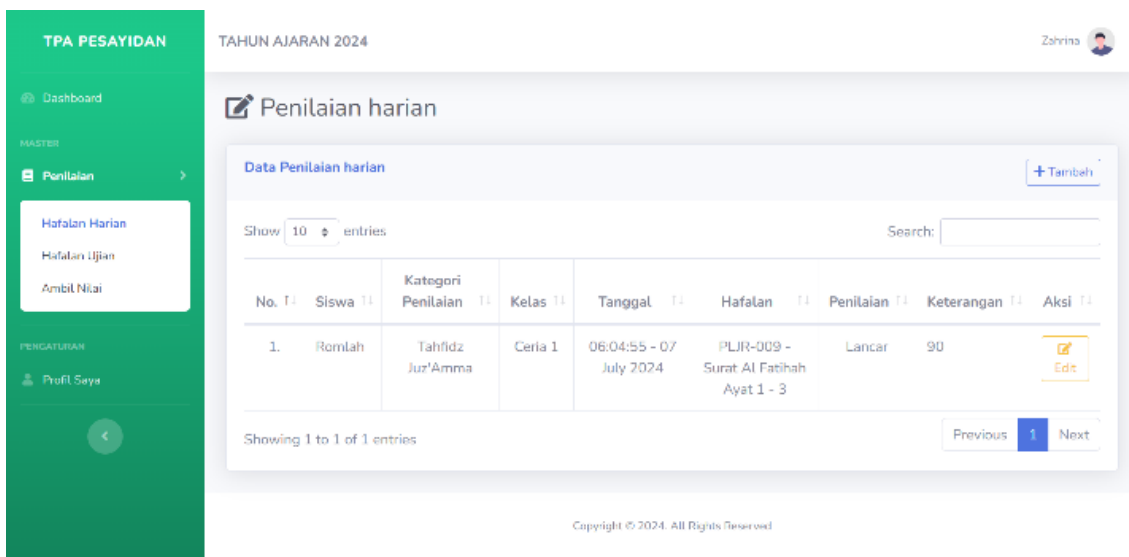 TPA PESAYIDAN
TAHUN AJARAN 2024
Zahrina
Dashboard
MASTER
Penilaian
Hafalan Harian
Hafalan Ujian
Ambil Nilai
PENGATURAN
Profil Saya
Penilaian harian
Data Penilaian harian
Tambah
Show 10 entries
Search:
No. Siswa Kategori Penilaian Kelas Tanggal Hafalan Penilaian Keterangan Aksi
1. Romlah Tahfidz Ceria 1 06:04:55 - 07 PLJR-009 - Lancar 90
Juz'Amma July 2024 Surat Al Fatihah Edit
Ayat 1 - 3
Showing 1 to 1 of 1 entries
Previous 1 Next
Copyright © 2024. All Rights Reserved